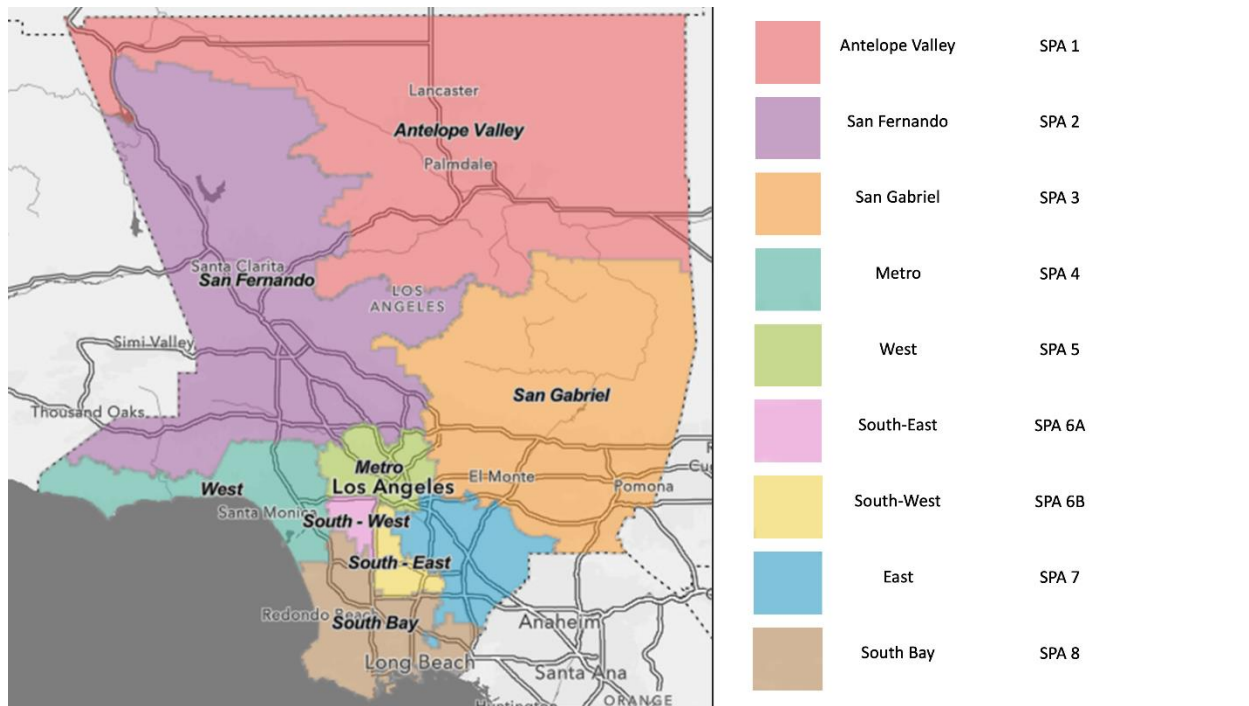 Lancaster
Antelope Valley
Palmdale
Santa Clarita
San Fernando
LOS
ANGELES
Simi Valley
San Gabriel
Thousand Oaks
Metro
Los Angeles
El Monte
Pomona
West
Santa Monica
South - West
South - East
Redondo Beach
South Bay
Anaheim
Long Beach
Santa Ana
ORANGE
Antelope Valley SPA 1
San Fernando SPA 2
San Gabriel SPA 3
Metro SPA 4
West SPA 5
South-East SPA 6A
South-West SPA 6B
East SPA 7
South Bay SPA 8